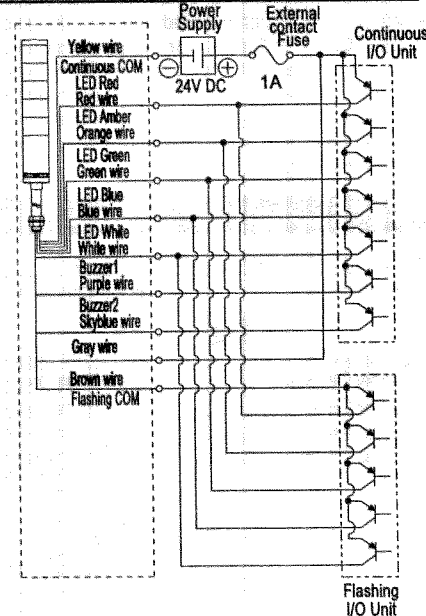 Power
Supply
External
contact
Fuse
Continuous
I/O Unit
Yellow wire
24V DC
1A
Continuous COM
LED Red
Red wire
LED Amber
Orange wire
LED Green
Green wire
LED Blue
Blue wire
LED White
White wire
Buzzer1
Purple wire
Buzzer2
Skyblue wire
Gray wire
Brown wire
Flashing COM
Flashing
I/O Unit